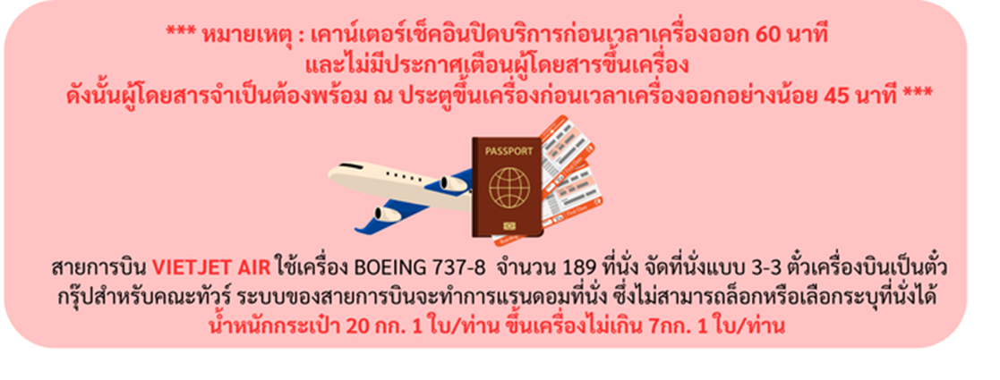 *** หมายเหตุ : เคาน์เตอร์เช็คอินปิดบริการก่อนเวลาเครื่องออก 60 นาที
และไม่มีประกาศเตือนผู้โดยสารขึ้นเครื่อง
ดังนั้นผู้โดยสารจำเป็นต้องพร้อม ณ ประตูขึ้นเครื่องก่อนเวลาเครื่องออกอย่างน้อย 45 นาที ***
PASSPORT
สายการบิน VIETJET AIR ใช้เครื่อง BOEING 737-8 จำนวน 189 ที่นั่ง จัดที่นั่งแบบ 3-3 ตั๋วเครื่องบินเป็นตั๋ว
กรุ๊ปสำหรับคณะทัวร์ ระบบของสายการบินจะทำการแรนดอมที่นั่ง ซึ่งไม่สามารถล็อกหรือเลือกระบุที่นั่งได้
น้ำหนักกระเป๋า 20 กก. 1 ใบ/ท่าน ขึ้นเครื่องไม่เกิน 7กก. 1 ใบ/ท่าน